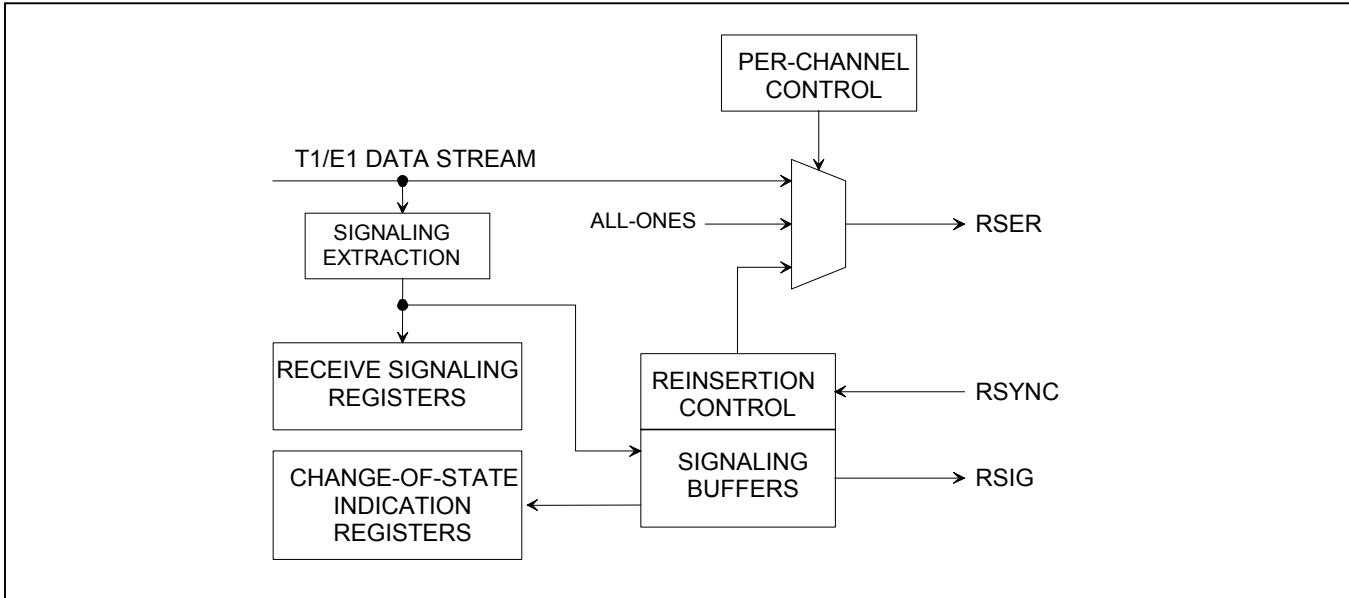 PER-CHANNEL
CONTROL
T1/E1 DATA STREAM
SIGNALING
EXTRACTION
ALL-ONES
RSER
RECEIVE SIGNALING
REGISTERS
REINSERTION
CONTROL
RSYNC
CHANGE-OF-STATE
INDICATION
REGISTERS
SIGNALING
BUFFERS
RSIG